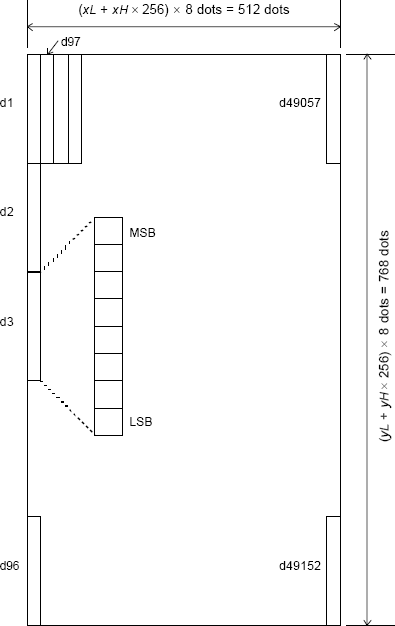 (xL + xH × 256) × 8 dots = 512 dots
d97
d1
d49057
d2
MSB
d3
(yL + yH × 256) × 8 dots = 768 dots
LSB
d96
d49152